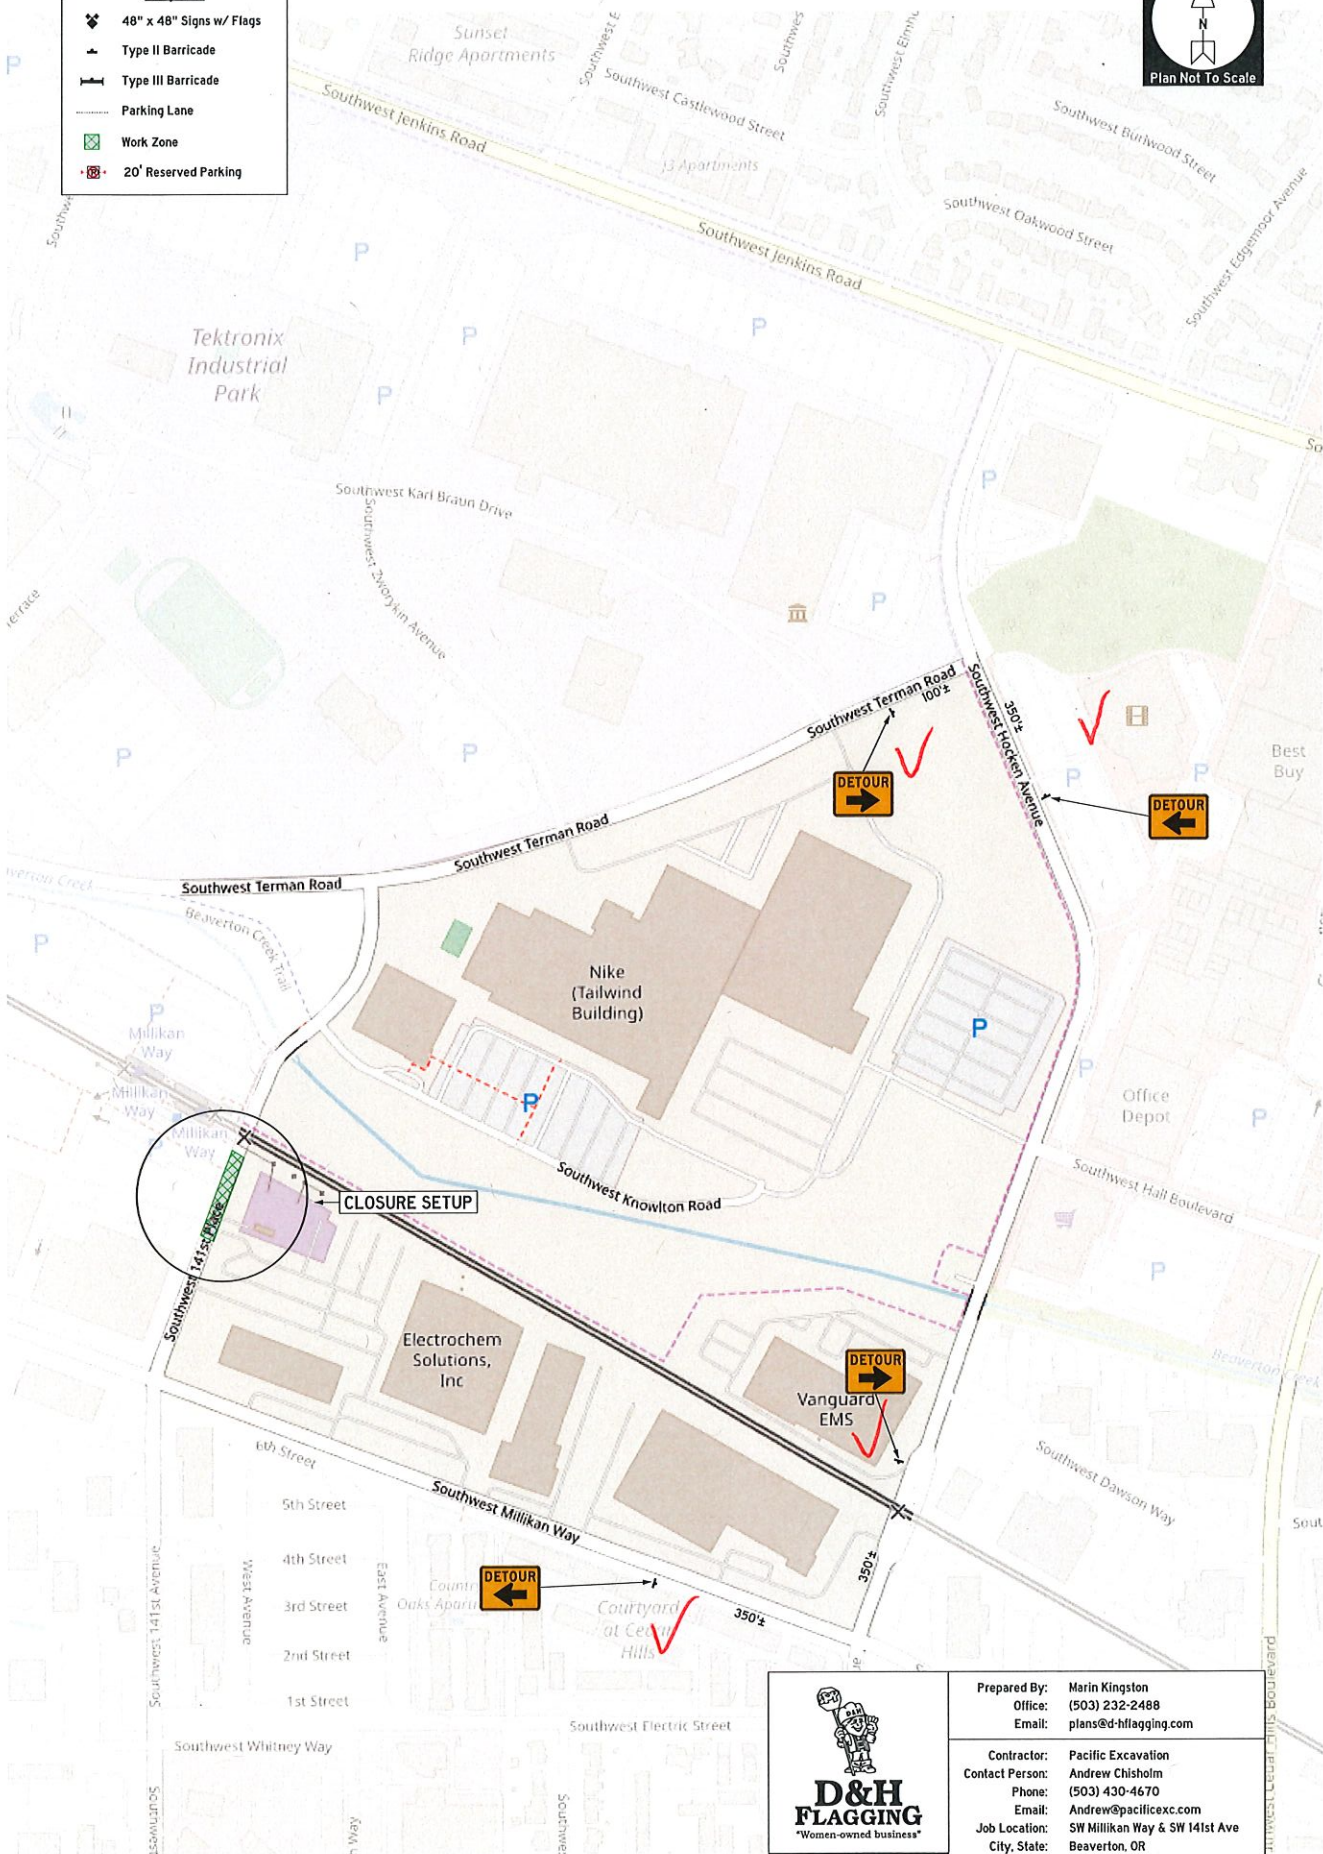 48" x 48" Signs w/ Flags
Type II Barricade
Type III Barricade
Parking Lane
Work Zone
R
20' Reserved Parking
N
Plan Not To Scale
Sunset
Ridge Apartments
Southwest Jenkins Road
Southwest Castlewood Street
J3 Apartments
Southwest Burlwood Street
Southwest Oakwood Street
Southwest Edgemoor Avenue
Southwest Jenkins Road
P
P
P
P
P
Tektronix
Industrial
Park
Southwest Karl Braun Drive
Southwest Zworykin Avenue
P
P
Southwest Terman Road
100'±
350'±
Southwest Hocken Avenue
DETOUR
DETOUR
P
P
P
P
Best
Buy
Southwest Terman Road
Southwest Terman Road
Beaverton Creek Trail
P
P
Millikan
Way
Millikan
Way
Millikan
Way
P
Nike
(Tailwind
Building)
P
P
P
Office
Depot
P
Southwest Hall Boulevard
Southwest Knowlton Road
CLOSURE SETUP
Southwest 141st Place
P
Electrochem
Solutions,
Inc
DETOUR
Vanguard
EMS
Beaverton Creek
Southwest Dawson Way
6th Street
5th Street
4th Street
3rd Street
2nd Street
1st Street
Southwest 141st Avenue
West Avenue
East Avenue
Southwest Millikan Way
DETOUR
350'±
350'±
Courtyard
at Cedar
Hills
Southwest Electric Street
Southwest Whitney Way
D&H
FLAGGING
"Women-owned business"
Prepared By: Marin Kingston
Office: (503) 232-2488
Email: plans@d-hflagging.com
Contractor: Pacific Excavation
Contact Person: Andrew Chisholm
Phone: (503) 430-4670
Email: Andrew@pacificexc.com
Job Location: SW Millikan Way & SW 141st Ave
City, State: Beaverton, OR